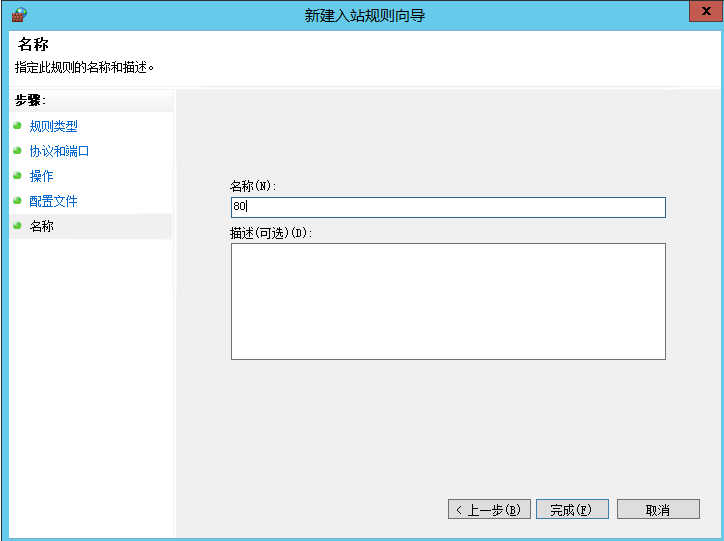 新建入站规则向导
x
名称
指定此规则的名称和描述。
步骤:
规则类型
协议和端口
操作
配置文件
名称
名称(N):
80
描述(可选)(D):
< 上一步(B)
完成(F)
取消